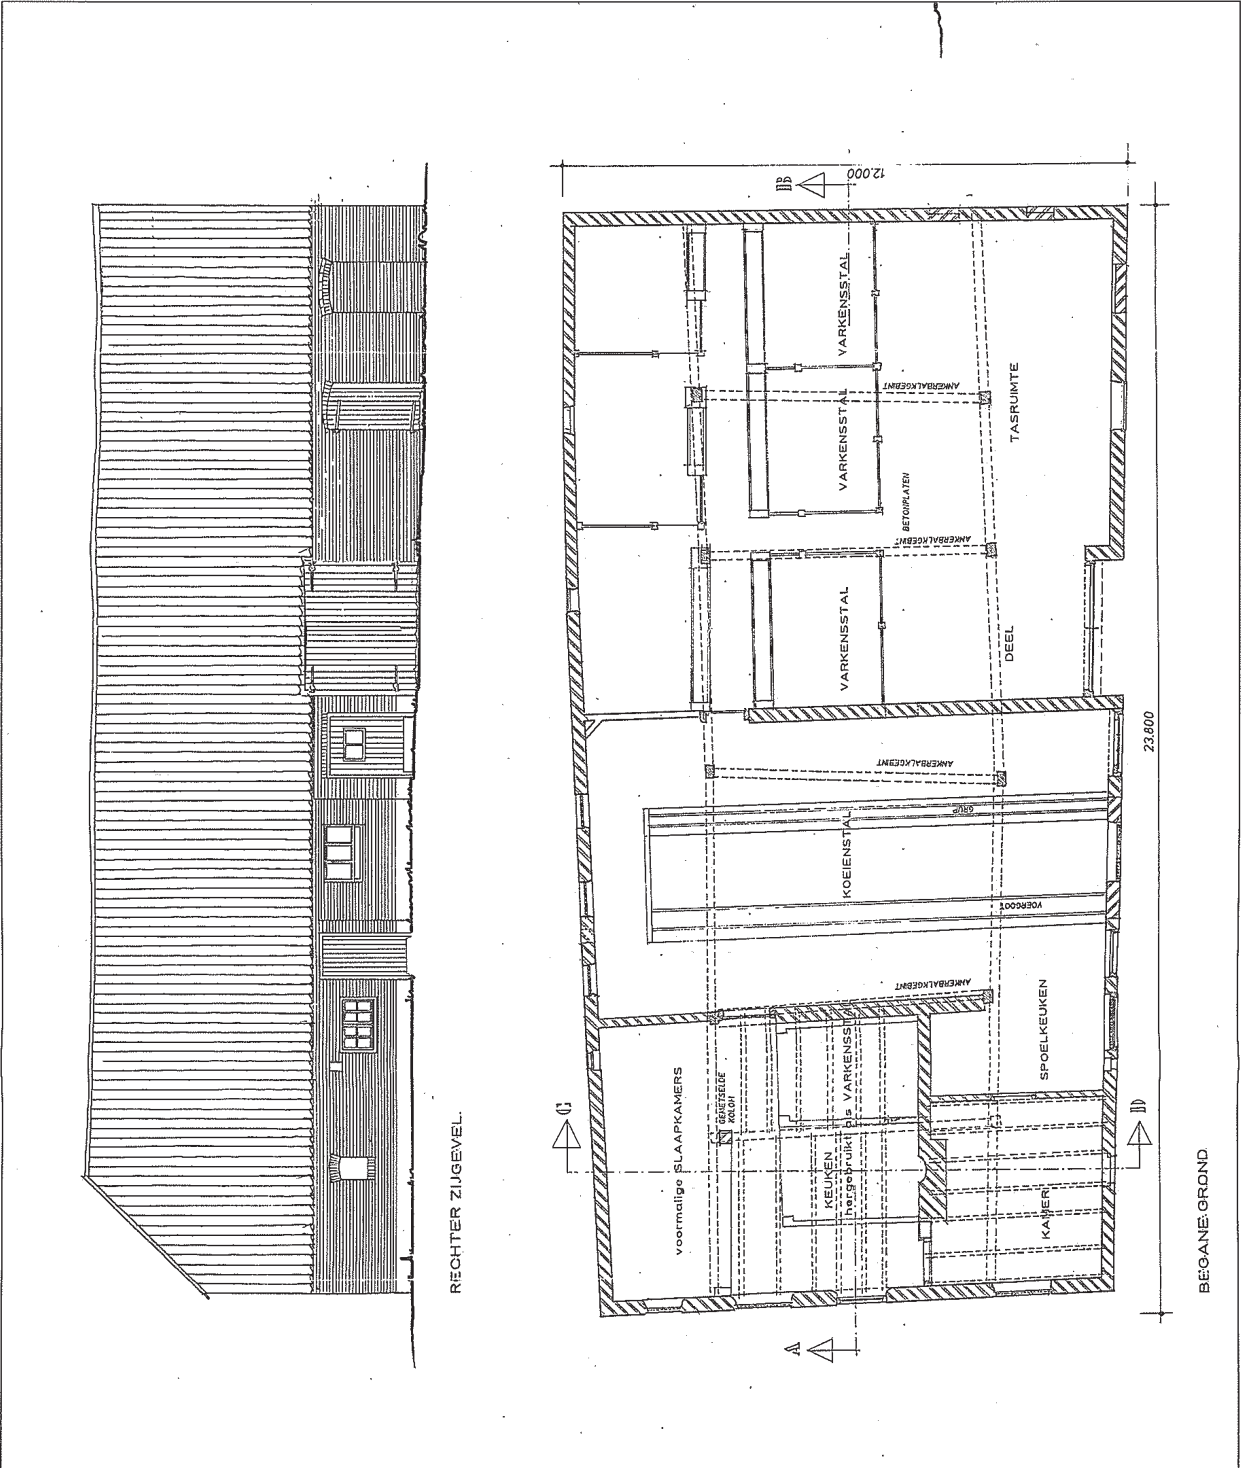 RECHTER ZIJGEVEL.
BEGANE GROND
12.000
23.800
A
B
C
D
VARKENSSTAL
VARKENSSTAL
VARKENSSTAL
ANKERBALKGEBINT
ANKERBALKGEBINT
ANKERBALKGEBINT
ANKERBALKGEBINT
BETONPLATEN
TASRUIMTE
DEEL
KOEIENSTAL
GRUP
VOERGOOT
SPOELKEUKEN
voormalige SLAAPKAMERS
GEMETSELDE
KOLOM
KEUKEN
hergebruikt als VARKENSSTAL
KAMER